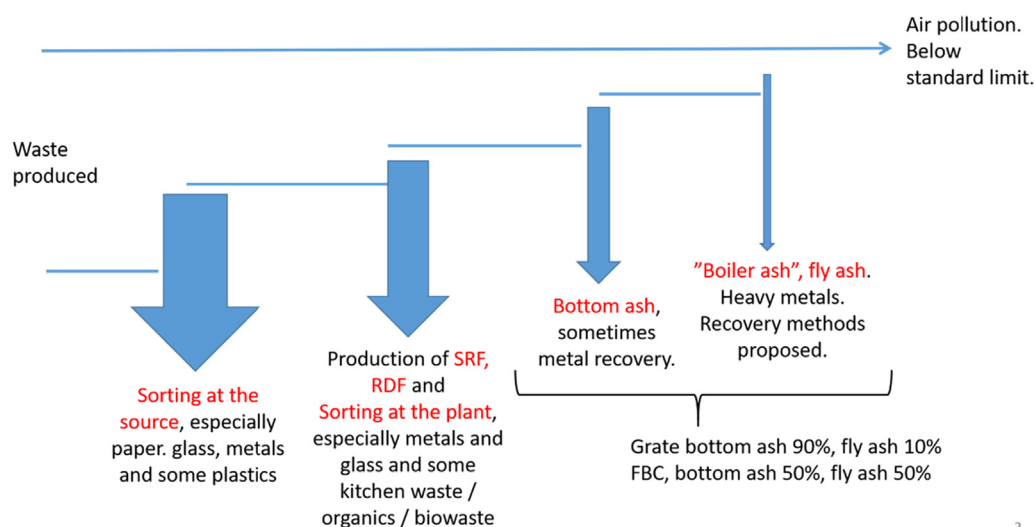 Air pollution.
Below
standard limit.
Waste
produced
Sorting at the
source, especially
paper. glass, metals
and some plastics
Production of SRF,
RDF and
Sorting at the plant,
especially metals and
glass and some
kitchen waste /
organics / biowaste
Bottom ash,
sometimes
metal recovery.
”Boiler ash”, fly ash.
Heavy metals.
Recovery methods
proposed.
Grate bottom ash 90%, fly ash 10%
FBC, bottom ash 50%, fly ash 50%